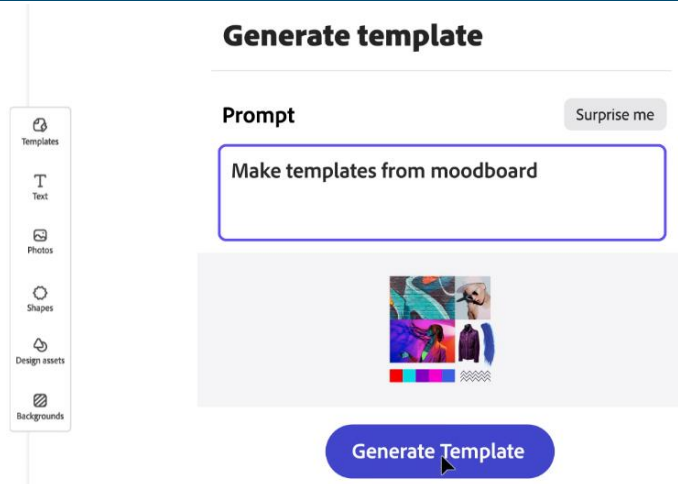 Generate template
Prompt
Surprise me
Make templates from moodboard
Generate Template
Templates
Text
Photos
Shapes
Design assets
Backgrounds